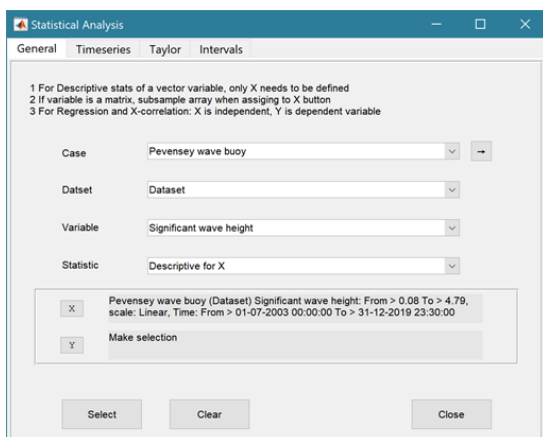 Statistical Analysis
General Timeseries Taylor Intervals
1 For Descriptive stats of a vector variable, only X needs to be defined
2 If variable is a matrix, subsample array when assiging to X button
3 For Regression and X-correlation: X is independent, Y is dependent variable
Case Pevensey wave buoy →
Datset Dataset
Variable Significant wave height
Statistic Descriptive for X
X Pevensey wave buoy (Dataset) Significant wave height: From > 0.08 To > 4.79,
scale: Linear, Time: From > 01-07-2003 00:00:00 To > 31-12-2019 23:30:00
Y Make selection
Select Clear Close